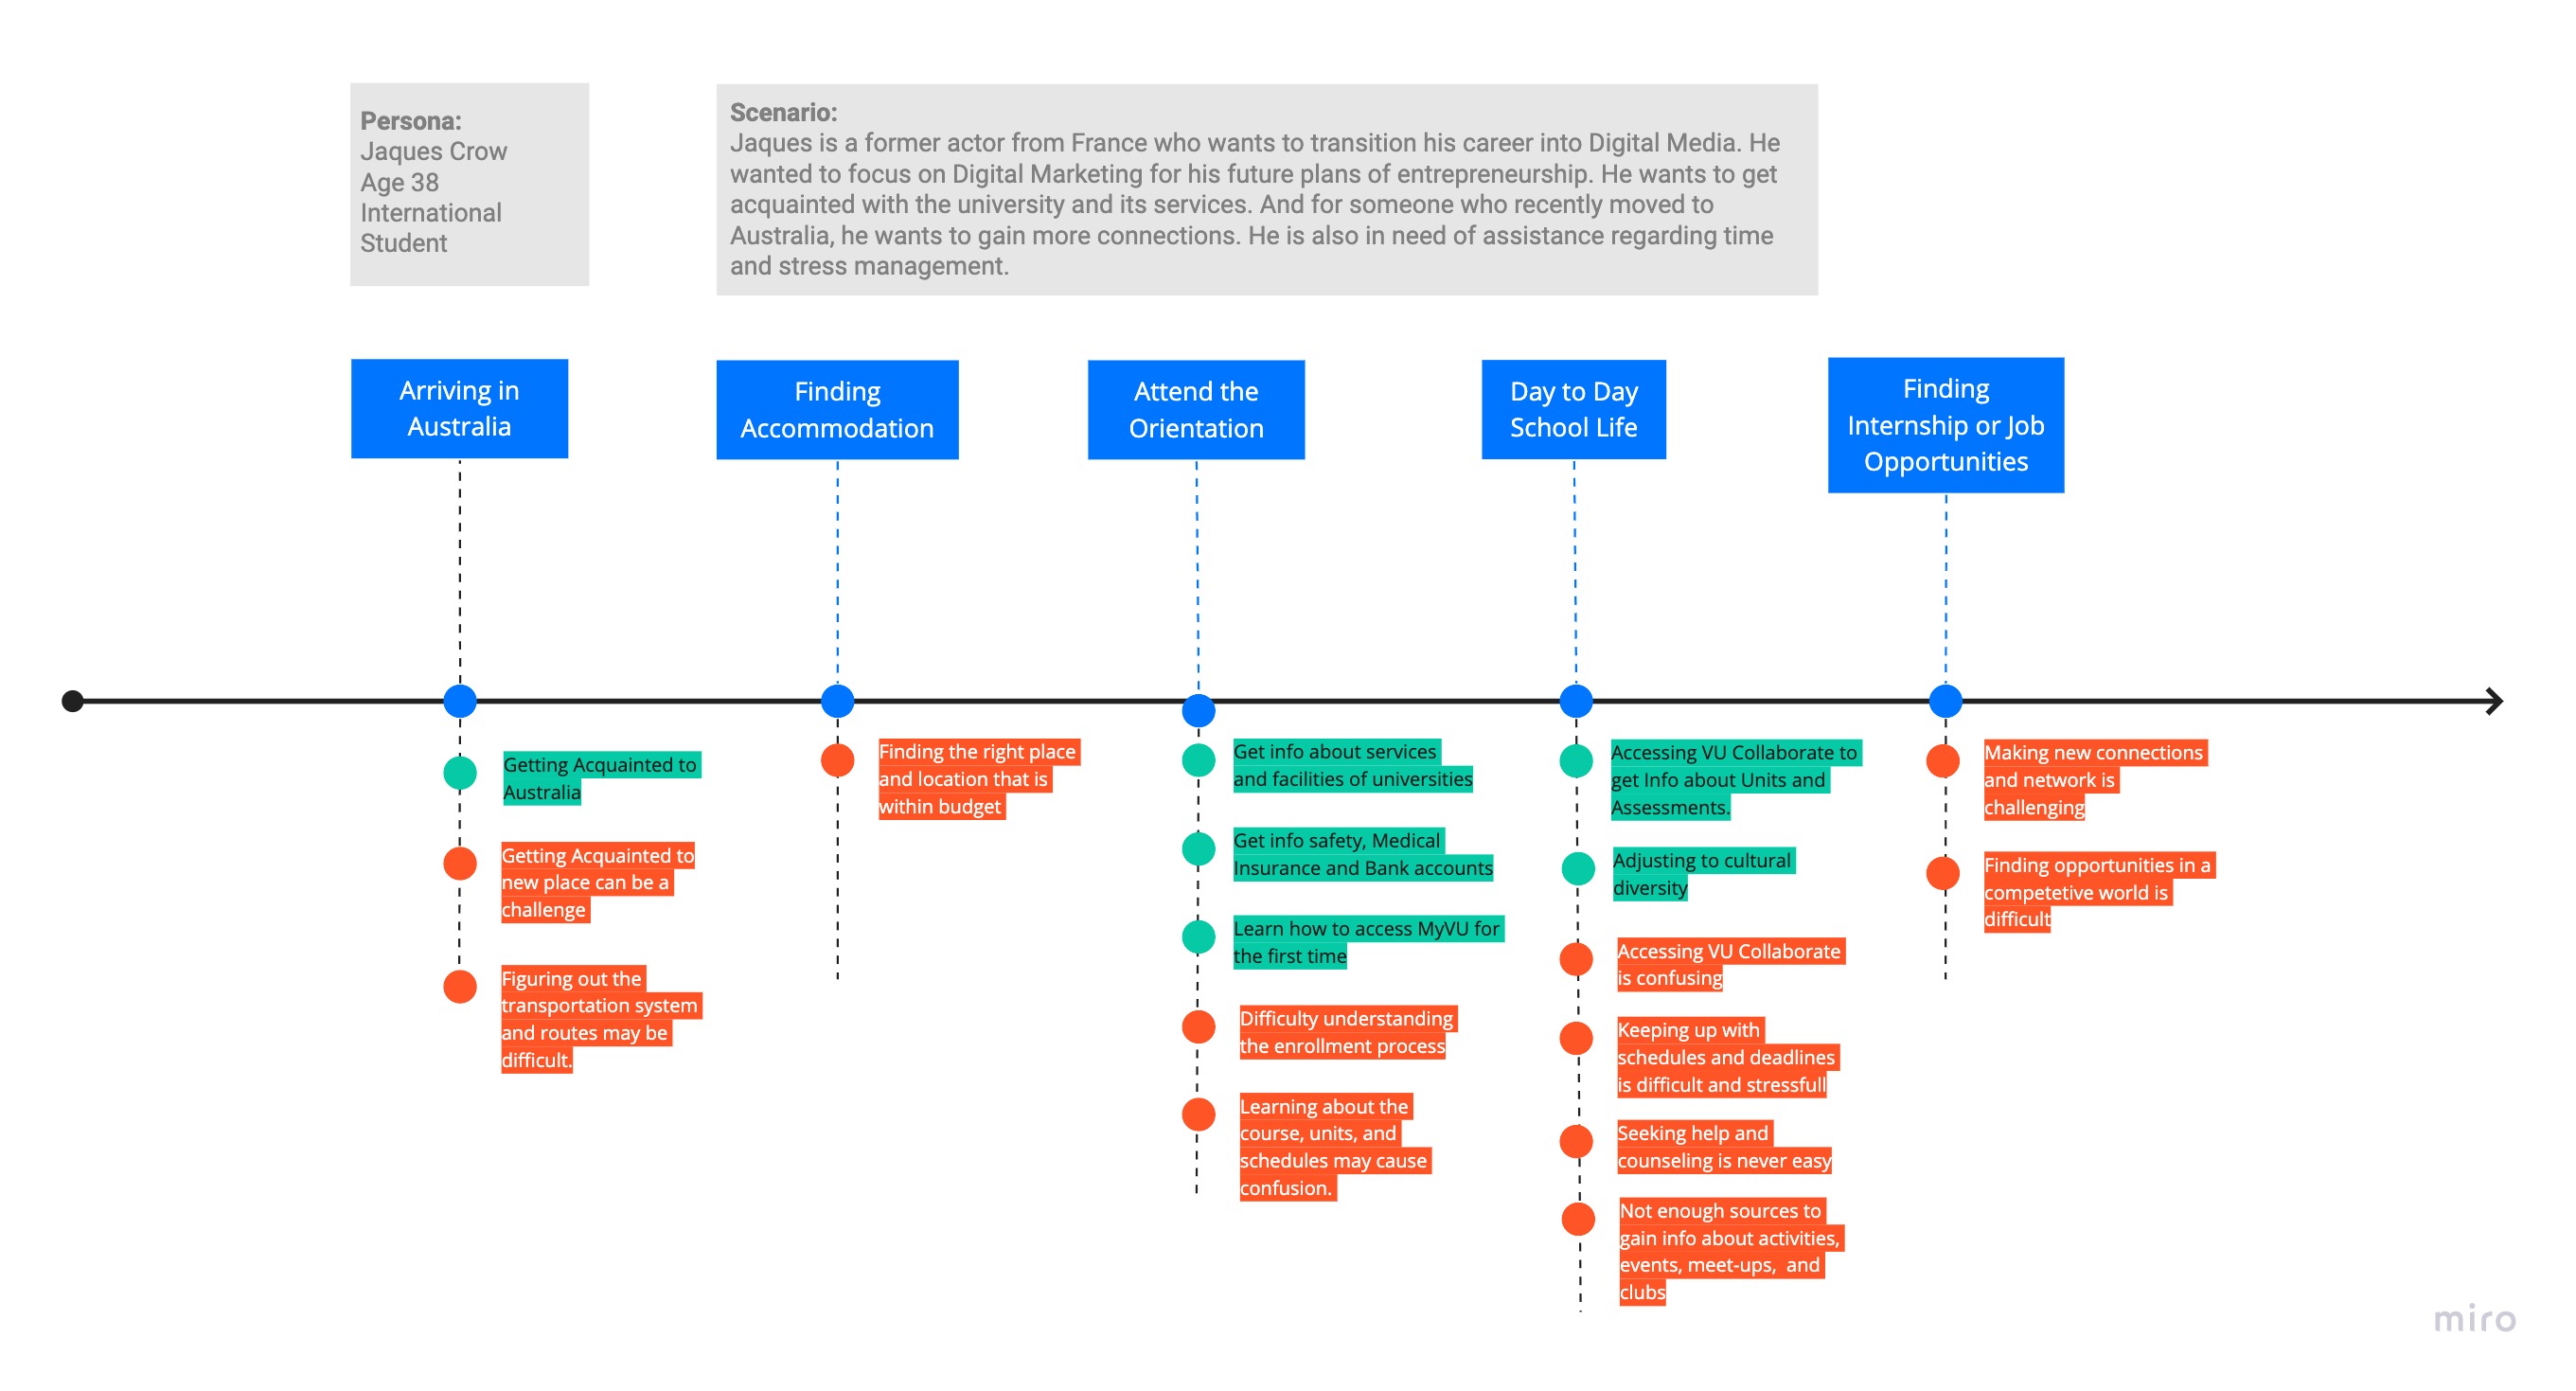 Persona:
Jaques Crow
Age 38
International
Student
Scenario:
Jaques is a former actor from France who wants to transition his career into Digital Media. He
wanted to focus on Digital Marketing for his future plans of entrepreneurship. He wants to get
acquainted with the university and its services. And for someone who recently moved to
Australia, he wants to gain more connections. He is also in need of assistance regarding time
and stress management.
Arriving in
Australia
Finding
Accommodation
Attend the
Orientation
Day to Day
School Life
Finding
Internship or Job
Opportunities
Getting Acquainted to
Australia
Getting Acquainted to
new place can be a
challenge
Figuring out the
transportation system
and routes may be
difficult.
Finding the right place
and location that is
within budget
Get info about services
and facilities of universities
Get info safety, Medical
Insurance and Bank accounts
Learn how to access MyVU for
the first time
Difficulty understanding
the enrollment process
Learning about the
course, units, and
schedules may cause
confusion.
Accessing VU Collaborate to
get Info about Units and
Assessments.
Adjusting to cultural
diversity
Accessing VU Collaborate
is confusing
Keeping up with
schedules and deadlines
is difficult and stressfull
Seeking help and
counseling is never easy
Not enough sources to
gain info about activities,
events, meet-ups,  and
clubs
Making new connections
and network is
challenging
Finding opportunities in a
competetive world is
difficult
miro